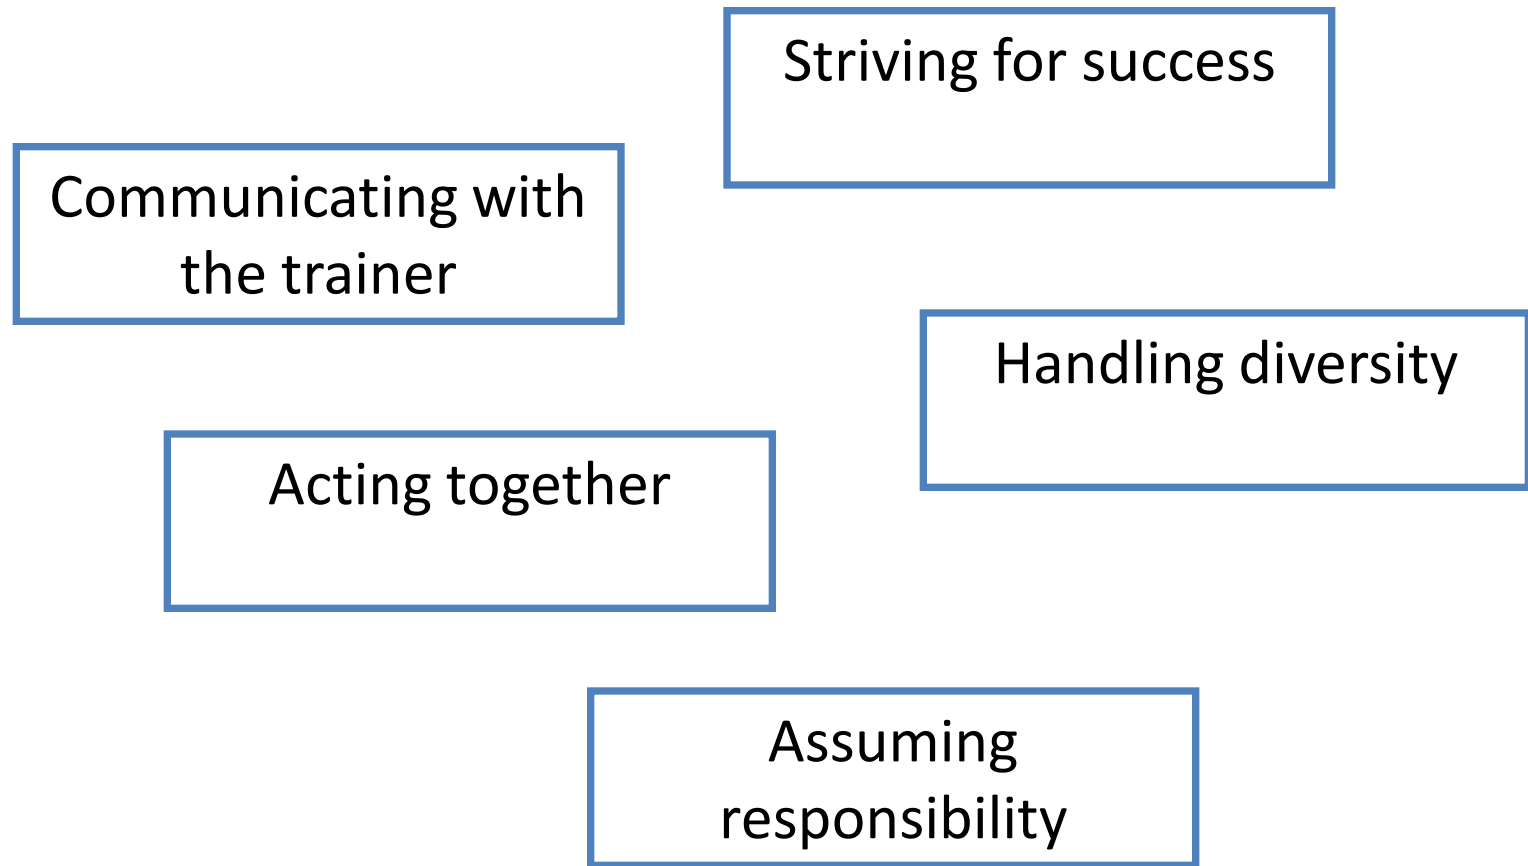 Striving for success
Communicating with
the trainer
Handling diversity
Acting together
Assuming
responsibility